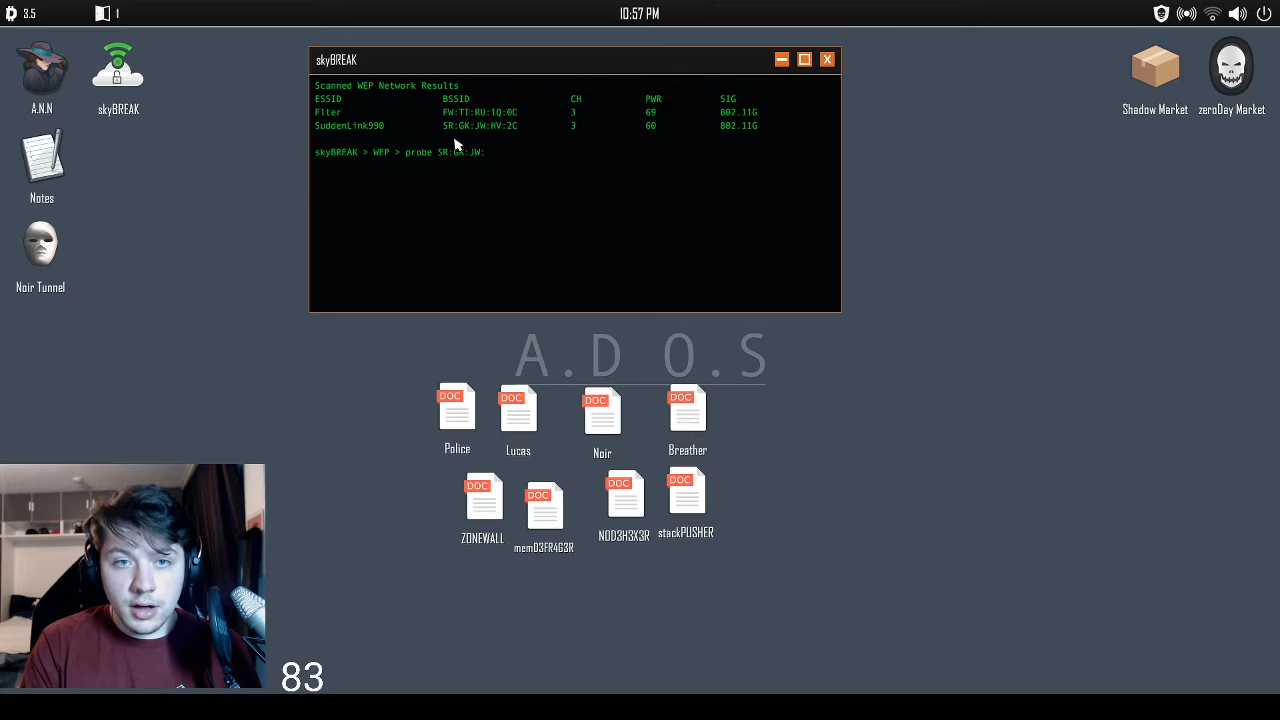 3.5
1
10:57 PM
A.N.N
skyBREAK
Notes
Noir Tunnel
skyBREAK
X
Scanned WEP Network Results
ESSID BSSID CH PWR SIG
Flter FW:TI:RU:1Q:0C 3 69 802.11G
SuddenLink990 SR:GK:JW:HV:2C 3 60 802.11G
skyBREAK > WEP > probe SR:GK:JW:
Shadow Market
zeroDay Market
A.D O.S
DOC
DOC
DOC
DOC
Police
Lucas
Noir
Breather
DOC
DOC
DOC
DOC
ZONEWALL
memD3FR4G3R
N0D3H3X3R
stackPUSHER
83